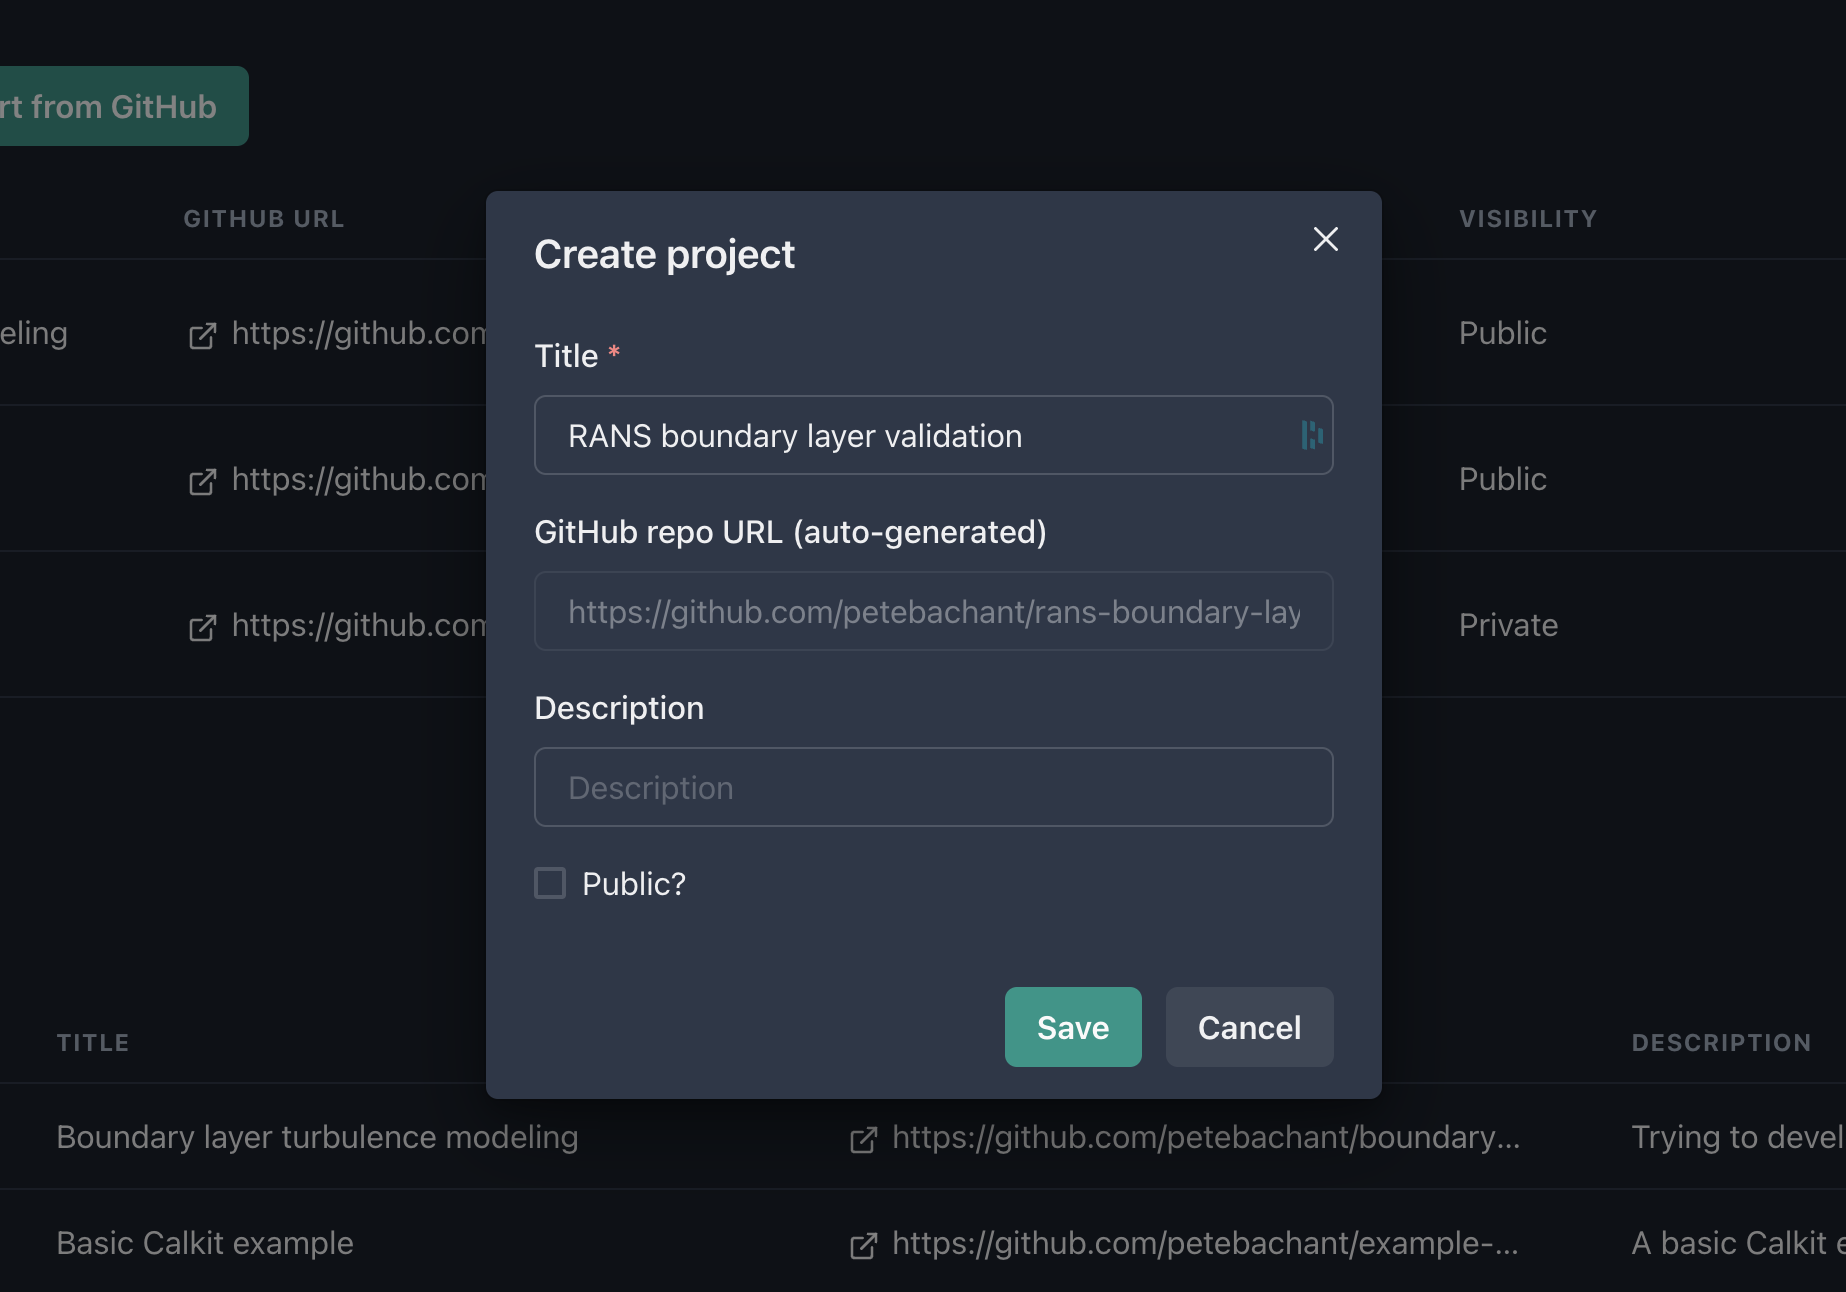 rt from GitHub
GITHUB URL
VISIBILITY
eling
https://github.com
Public
https://github.com
Public
https://github.com
Private
Create project
Title *
RANS boundary layer validation
GitHub repo URL (auto-generated)
https://github.com/petebachant/rans-boundary-lay
Description
Description
Public?
Save
Cancel
TITLE
DESCRIPTION
Boundary layer turbulence modeling
https://github.com/petebachant/boundary...
Trying to devel
Basic Calkit example
https://github.com/petebachant/example-...
A basic Calkit e